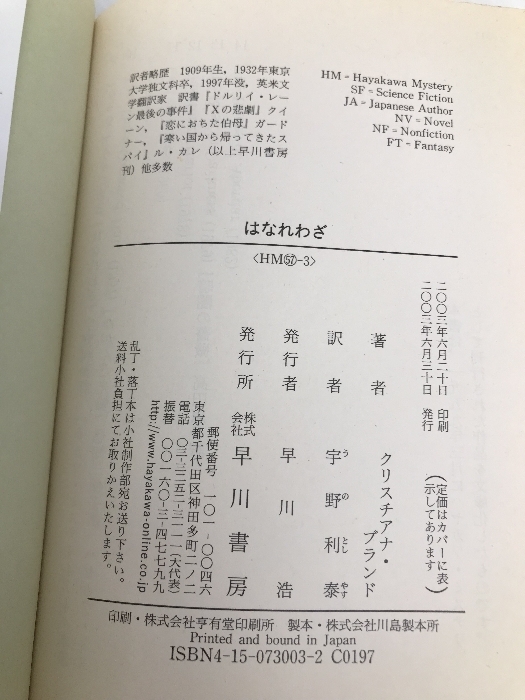 訳者略歴 1909年生，1932年東京
大学独文科卒，1997年没，英米文
学翻訳家 訳書『ドルリイ・レー
ン最後の事件』『Xの悲劇』クイ
ーン，『恋におちた伯母』ガード
ナー，『寒い国から帰ってきたス
パイ』ル・カレ（以上早川書房
刊）他多数
HM = Hayakawa Mystery
SF = Science Fiction
JA = Japanese Author
NV = Novel
NF = Nonfiction
FT = Fantasy
はなれわざ
〈HM㊼-3〉
二〇〇三年六月二十日 印刷
二〇〇三年六月三十日 発行
（定価はカバーに表
示してあります）
著者 クリスチアナ・ブランド
訳者 宇野利泰
う の とし やす
発行者 早川 浩
発行所 株式会社 早川書房
郵便番号 一〇一-〇〇四六
東京都千代田区神田多町二ノ二
電話 〇三-三二五二-三一一一（大代表）
振替 〇〇一六〇-三-四七七九九
http://www.hayakawa-online.co.jp
乱丁・落丁本は小社制作部宛お送り下さい。
送料小社負担にてお取りかえいたします。
印刷・株式会社亨有堂印刷所 製本・株式会社川島製本所
Printed and bound in Japan
ISBN4-15-073003-2 C0197